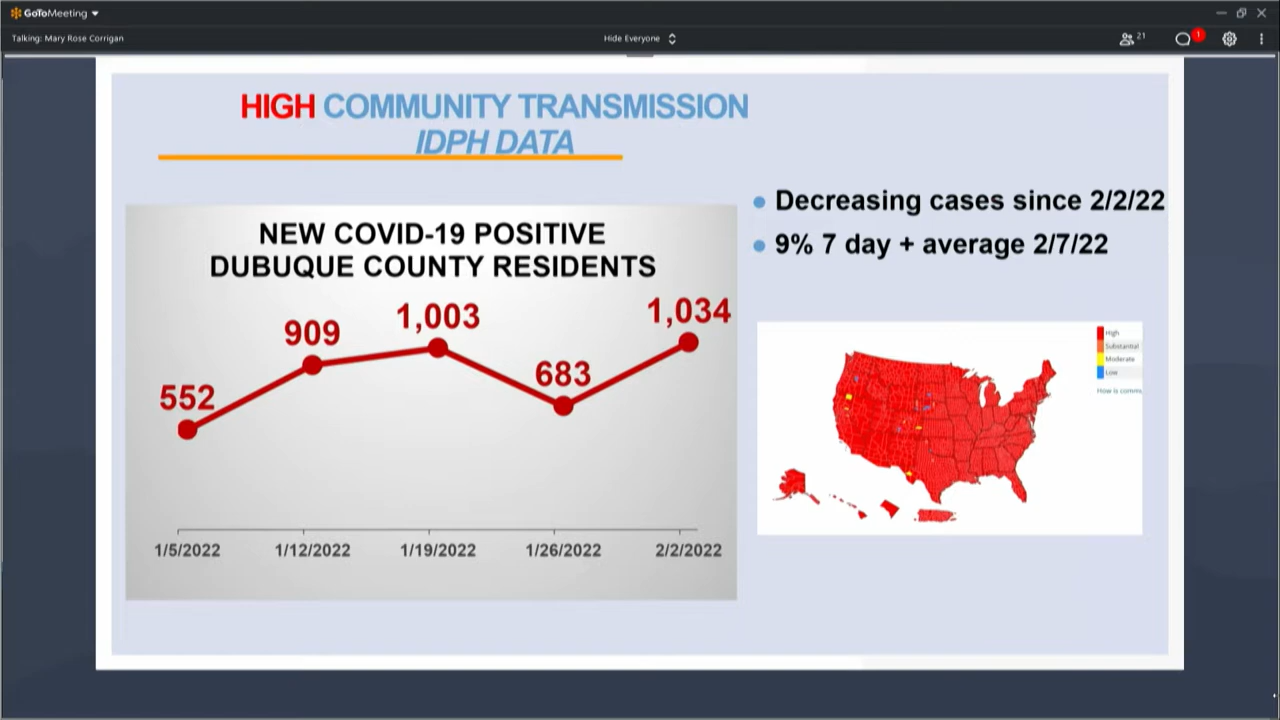 GoToMeeting
Talking: Mary Rose Corrigan
Hide Everyone
21
1
HIGH COMMUNITY TRANSMISSION
IDPH DATA
NEW COVID-19 POSITIVE
DUBUQUE COUNTY RESIDENTS
552
909
1,003
683
1,034
1/5/2022
1/12/2022
1/19/2022
1/26/2022
2/2/2022
Decreasing cases since 2/2/22
9% 7 day + average 2/7/22
High
Substantial
Moderate
Low
How is commu